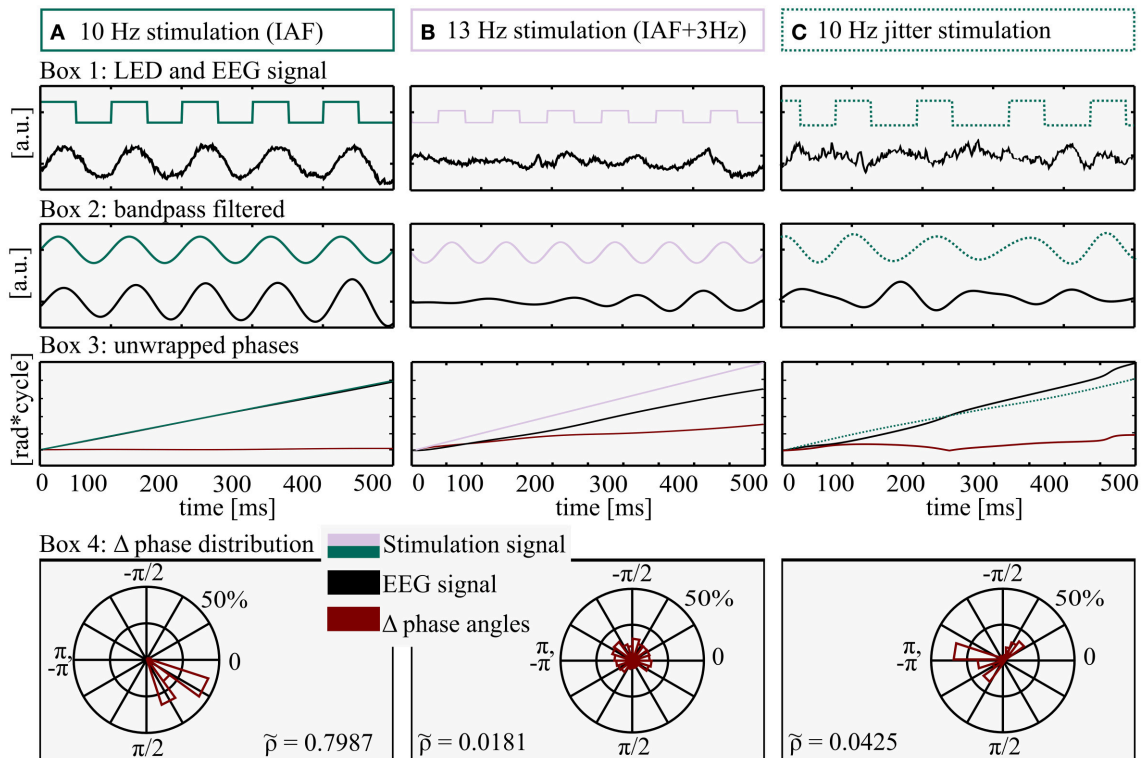 A 10 Hz stimulation (IAF)
B 13 Hz stimulation (IAF+3Hz)
C 10 Hz jitter stimulation
Box 1: LED and EEG signal
[a.u.]
Box 2: bandpass filtered
[a.u.]
Box 3: unwrapped phases
[rad*cycle]
0 100 200 300 400 500
0 100 200 300 400 500
0 100 200 300 400 500
time [ms]
time [ms]
time [ms]
Box 4: Δ phase distribution
Stimulation signal
EEG signal
Δ phase angles
-π/2
50%
π, -π
0
π/2
ρ̃ = 0.7987
-π/2
50%
π, -π
0
π/2
ρ̃ = 0.0181
-π/2
50%
π, -π
0
π/2
ρ̃ = 0.0425